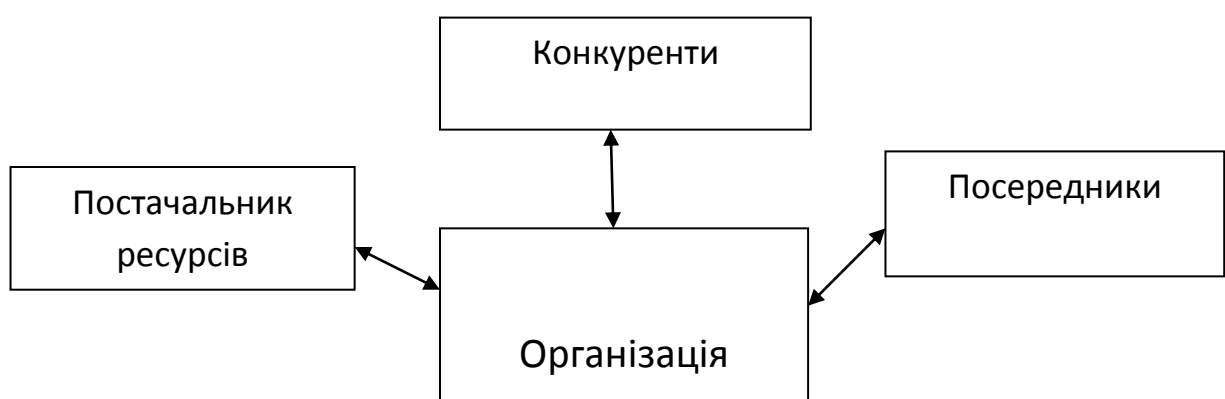 Конкуренти
Постачальник
ресурсів
Посередники
Організація